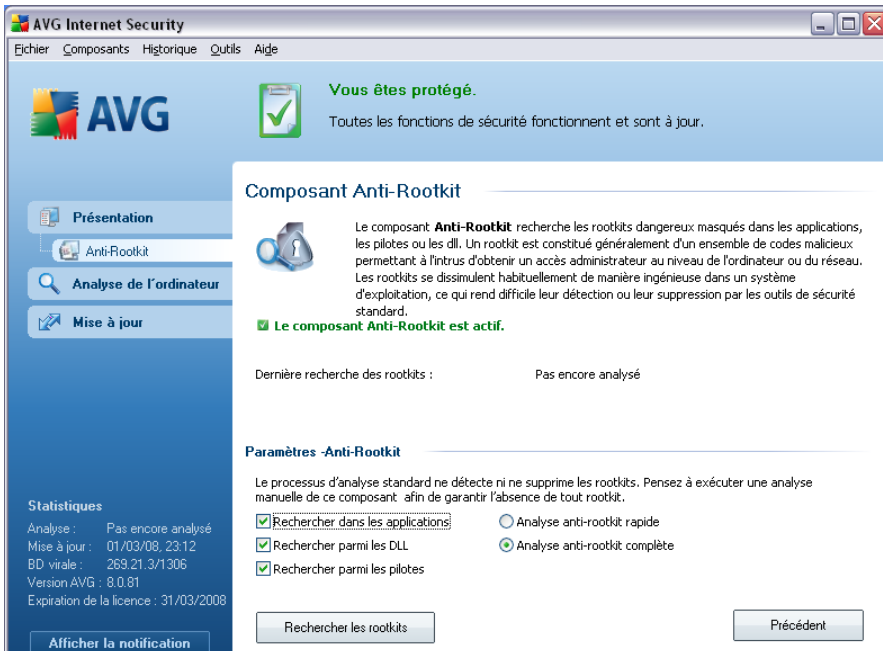 AVG Internet Security
Fichier Composants Historique Outils Aide
AVG
Vous êtes protégé.
Toutes les fonctions de sécurité fonctionnent et sont à jour.
Présentation
Anti-Rootkit
Analyse de l'ordinateur
Mise à jour
Composant Anti-Rootkit
Le composant Anti-Rootkit recherche les rootkits dangereux masqués dans les applications,
les pilotes ou les dll. Un rootkit est constitué généralement d'un ensemble de codes malicieux
permettant à l'intrus d'obtenir un accès administrateur au niveau de l'ordinateur ou du réseau.
Les rootkits se dissimulent habituellement de manière ingénieuse dans un système
d'exploitation, ce qui rend difficile leur détection ou leur suppression par les outils de sécurité
standard.
Le composant Anti-Rootkit est actif.
Dernière recherche des rootkits : Pas encore analysé
Paramètres -Anti-Rootkit
Le processus d'analyse standard ne détecte ni ne supprime les rootkits. Pensez à exécuter une analyse
manuelle de ce composant afin de garantir l'absence de tout rootkit.
Rechercher dans les applications Analyse anti-rootkit rapide
Rechercher parmi les DLL Analyse anti-rootkit complète
Rechercher parmi les pilotes
Rechercher les rootkits Précédent
Statistiques
Analyse : Pas encore analysé
Mise à jour : 01/03/08, 23:12
BD virale : 269.21.3/1306
Version AVG : 8.0.81
Expiration de la licence : 31/03/2008
Afficher la notification